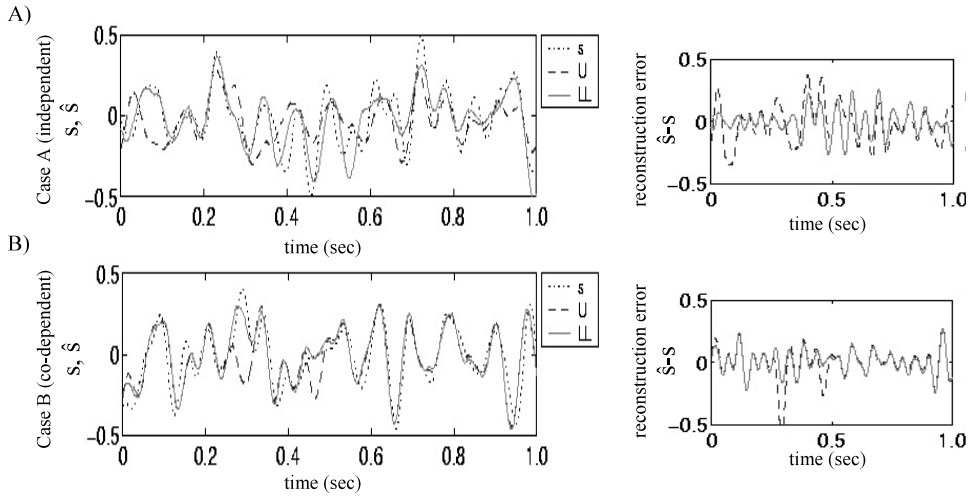 A)
Case A (independent)
s, ŝ
0.5
0
−0.5
0
0.2
0.4
0.6
0.8
1.0
time (sec)
s
U
LL
reconstruction error
ŝ-s
0.5
0
−0.5
0
0.5
1.0
time (sec)
B)
Case B (co-dependent)
s, ŝ
0.5
0
−0.5
0
0.2
0.4
0.6
0.8
1.0
time (sec)
s
U
LL
reconstruction error
ŝ-s
0.5
0
−0.5
0
0.5
1.0
time (sec)